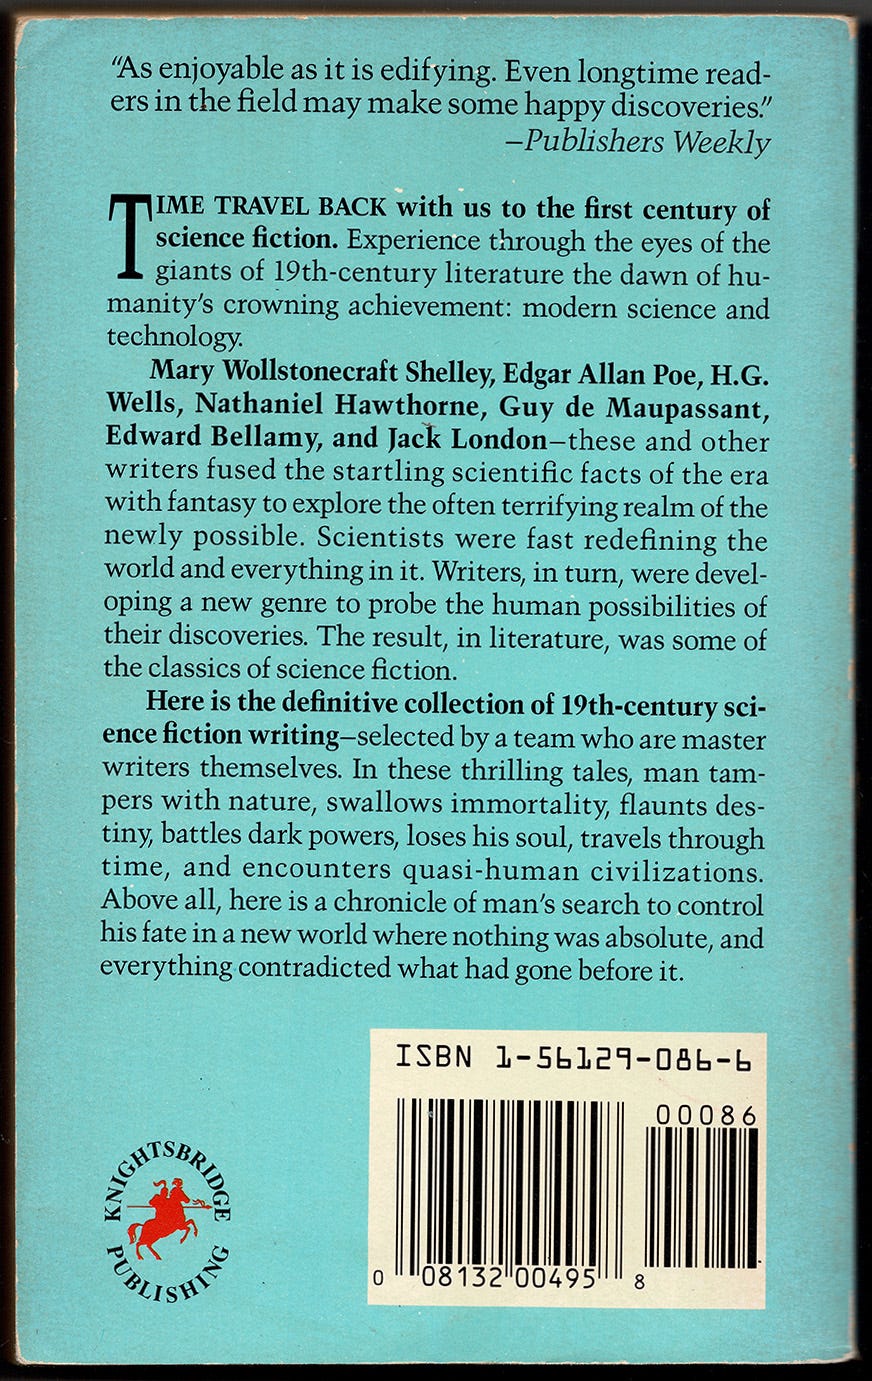 “As enjoyable as it is edifying. Even longtime read-
ers in the field may make some happy discoveries.”
–Publishers Weekly
TIME TRAVEL BACK with us to the first century of
science fiction. Experience through the eyes of the
giants of 19th-century literature the dawn of hu-
manity’s crowning achievement: modern science and
technology.
Mary Wollstonecraft Shelley, Edgar Allan Poe, H.G.
Wells, Nathaniel Hawthorne, Guy de Maupassant,
Edward Bellamy, and Jack London–these and other
writers fused the startling scientific facts of the era
with fantasy to explore the often terrifying realm of the
newly possible. Scientists were fast redefining the
world and everything in it. Writers, in turn, were devel-
oping a new genre to probe the human possibilities of
their discoveries. The result, in literature, was some of
the classics of science fiction.
Here is the definitive collection of 19th-century sci-
ence fiction writing–selected by a team who are master
writers themselves. In these thrilling tales, man tam-
pers with nature, swallows immortality, flaunts des-
tiny, battles dark powers, loses his soul, travels through
time, and encounters quasi-human civilizations.
Above all, here is a chronicle of man’s search to control
his fate in a new world where nothing was absolute, and
everything contradicted what had gone before it.
ISBN 1-56129-086-6
00086
0 08132 00495 8
KNIGHTSBRIDGE
PUBLISHING